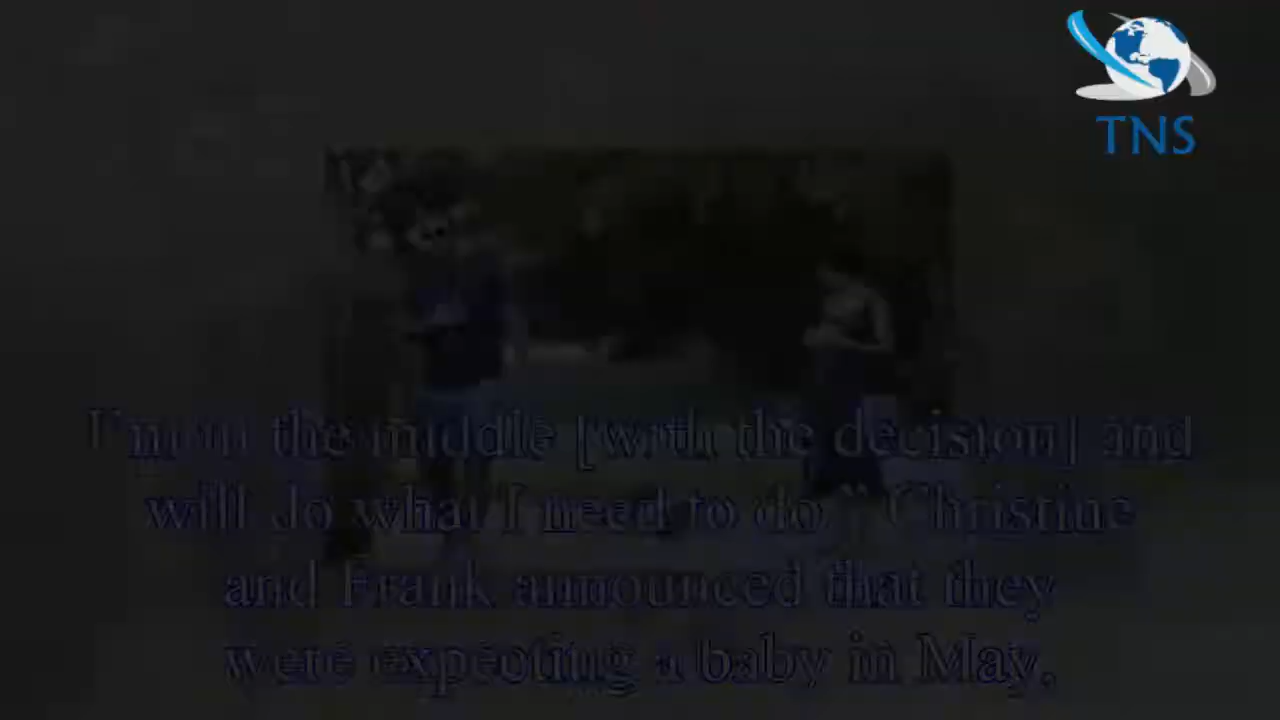 TNS
I'm in the middle [with the decision] and
will do what I need to do." Christine
and Frank announced that they
were expecting a baby in May,